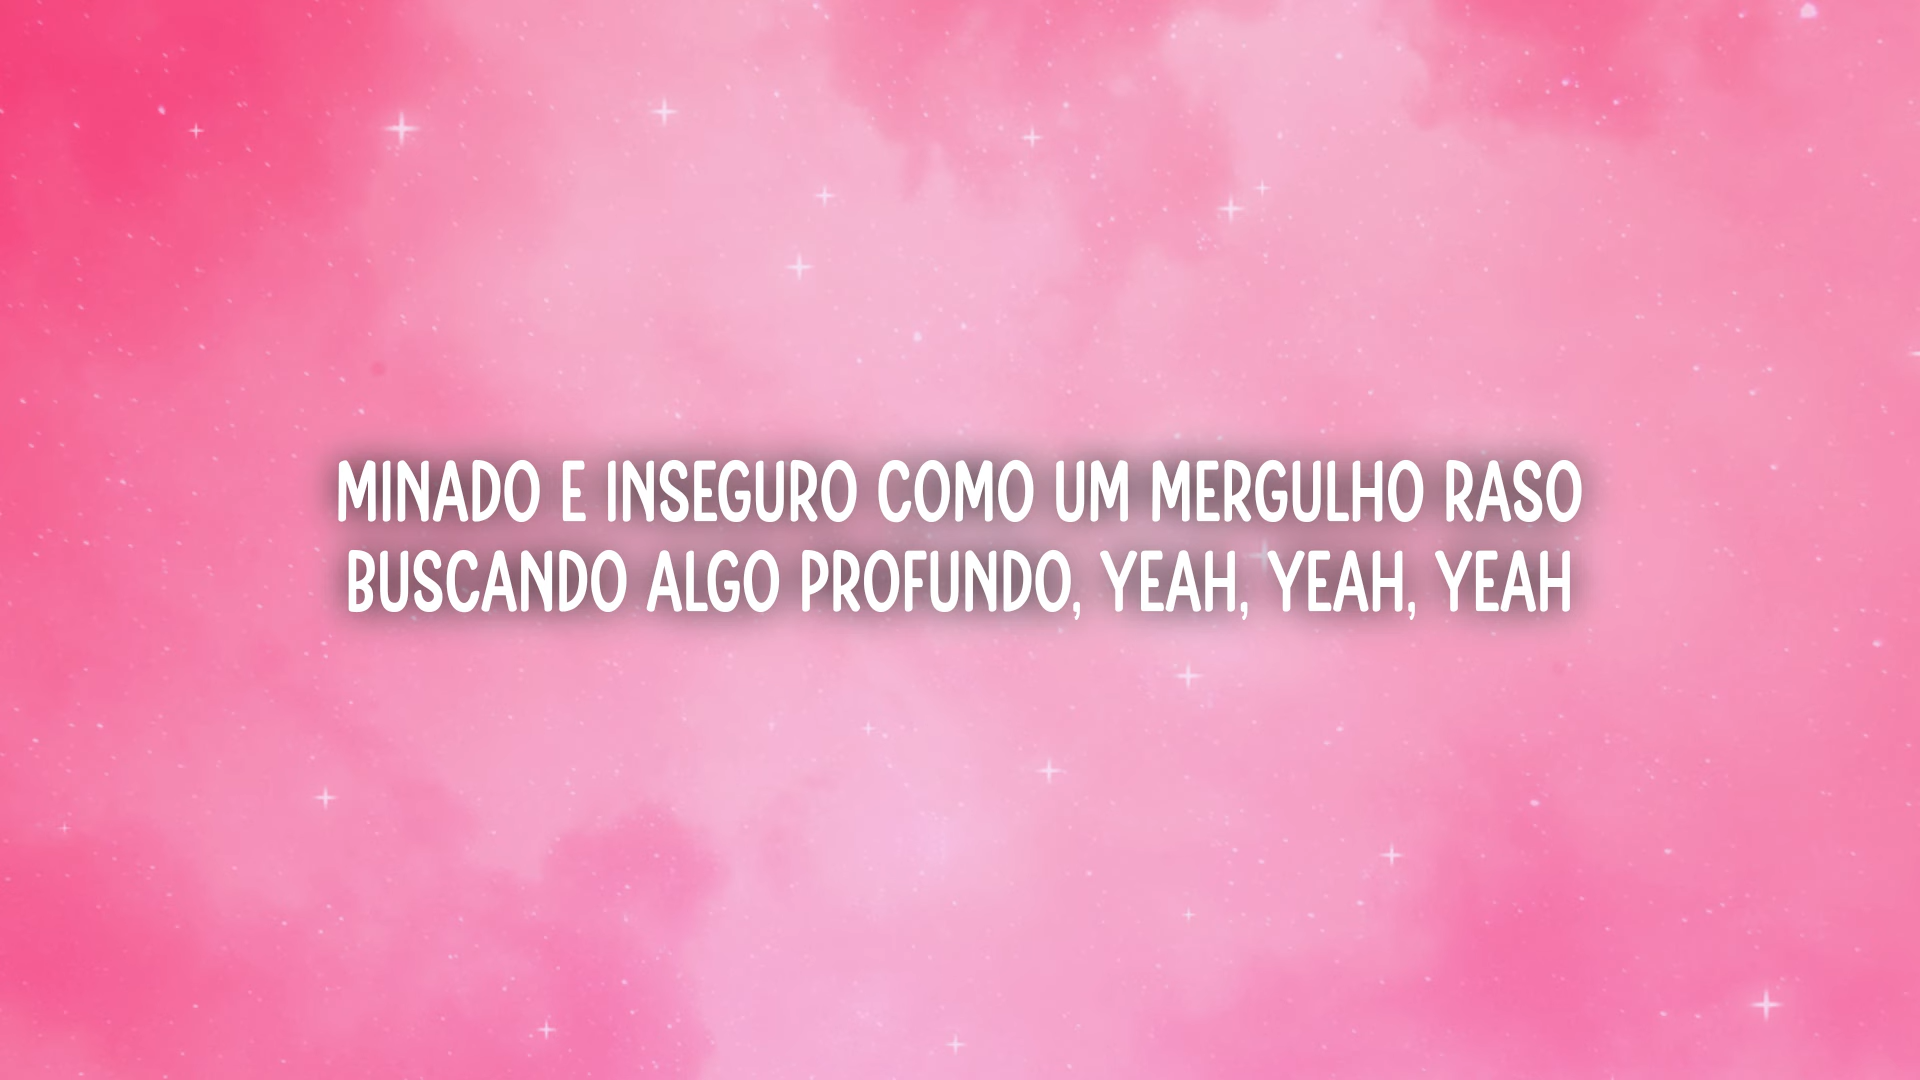 MINADO E INSEGURO COMO UM MERGULHO RASO
BUSCANDO ALGO PROFUNDO, YEAH, YEAH, YEAH